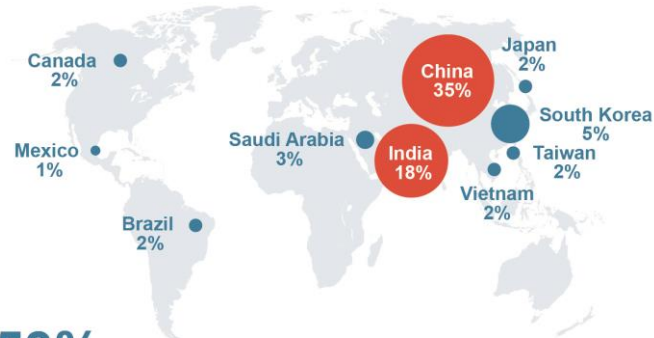 Canada
2%
Mexico
1%
Brazil
2%
Saudi Arabia
3%
China
35%
India
18%
Japan
2%
South Korea
5%
Taiwan
2%
Vietnam
2%